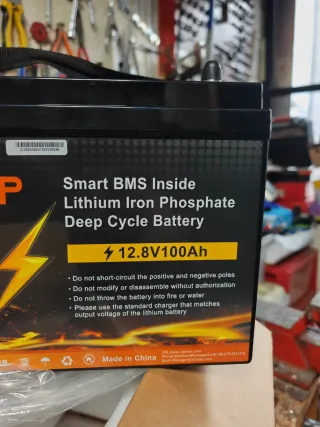 P
Smart BMS Inside
Lithium Iron Phosphate
Deep Cycle Battery
12.8V100Ah
• Do not short-circuit the positive and negative poles
• Do not modify or disassemble without authorization
• Do not throw the battery into fire or water
• Please use the standard charger that matches
output voltage of the lithium battery
Made in China